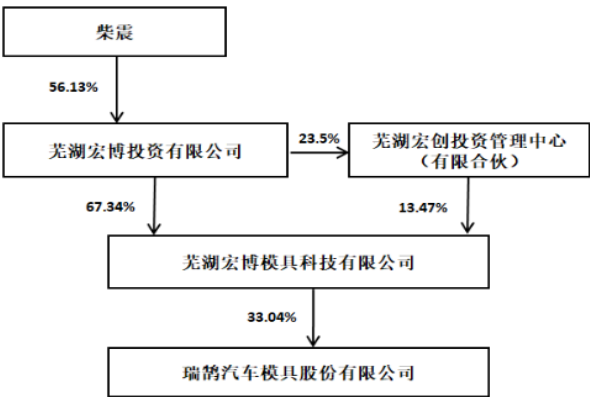 柴震
56.13%
芜湖宏博投资有限公司
23.5%
芜湖宏创投资管理中心
（有限合伙）
67.34%
13.47%
芜湖宏博模具科技有限公司
33.04%
瑞鹄汽车模具股份有限公司